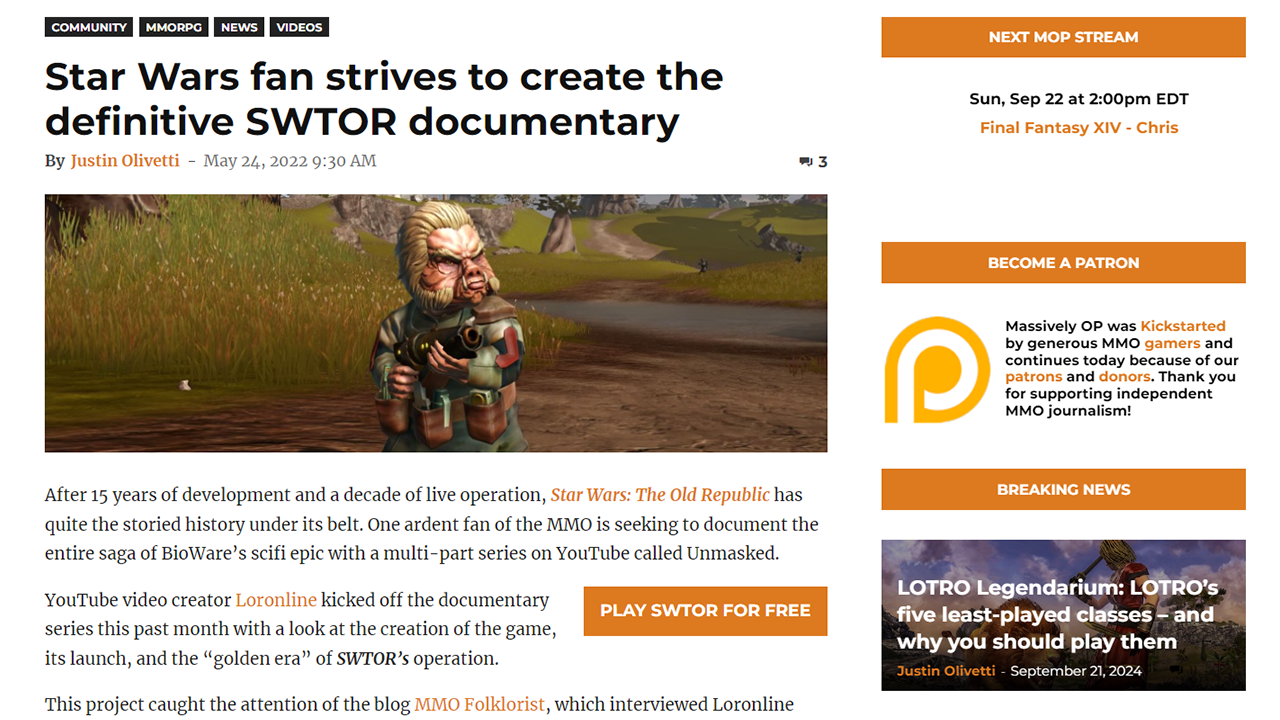 COMMUNITY MMORPG NEWS VIDEOS
Star Wars fan strives to create the
definitive SWTOR documentary
By Justin Olivetti - May 24, 2022 9:30 AM
3
After 15 years of development and a decade of live operation, Star Wars: The Old Republic has
quite the storied history under its belt. One ardent fan of the MMO is seeking to document the
entire saga of BioWare’s scifi epic with a multi-part series on YouTube called Unmasked.
YouTube video creator Loronline kicked off the documentary
series this past month with a look at the creation of the game,
its launch, and the “golden era” of SWTOR’s operation.
PLAY SWTOR FOR FREE
This project caught the attention of the blog MMO Folklorist, which interviewed Loronline
NEXT MOP STREAM
Sun, Sep 22 at 2:00pm EDT
Final Fantasy XIV - Chris
BECOME A PATRON
Massively OP was Kickstarted
by generous MMO gamers and
continues today because of our
patrons and donors. Thank you
for supporting independent
MMO journalism!
BREAKING NEWS
LOTRO Legendarium: LOTRO’s
five least-played classes – and
why you should play them
Justin Olivetti - September 21, 2024